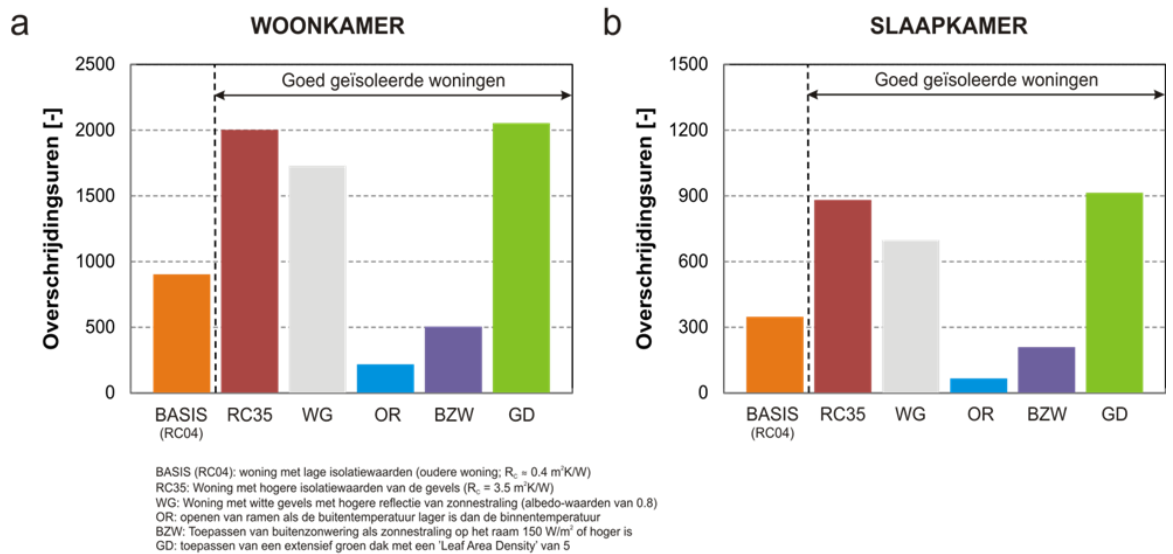 a
WOONKAMER
Overschrijdingsuren [-]
2500
2000
1500
1000
500
0
Goed geïsoleerde woningen
BASIS RC35 WG OR BZW GD
(RC04)
b
SLAAPKAMER
Overschrijdingsuren [-]
1500
1200
900
600
300
0
Goed geïsoleerde woningen
BASIS RC35 WG OR BZW GD
(RC04)
BASIS (RC04): woning met lage isolatiewaarden (oudere woning; R_C = 0.4 m²K/W)
RC35: Woning met hogere isolatiewaarden van de gevels (R_C = 3.5 m²K/W)
WG: Woning met witte gevels met hogere reflectie van zonnestraling (albedo-waarden van 0.8)
OR: openen van ramen als de buitentemperatuur lager is dan de binnentemperatuur
BZW: Toepassen van buitenzonwering als zonnestraling op het raam 150 W/m² of hoger is
GD: toepassen van een extensief groen dak met een 'Leaf Area Density' van 5